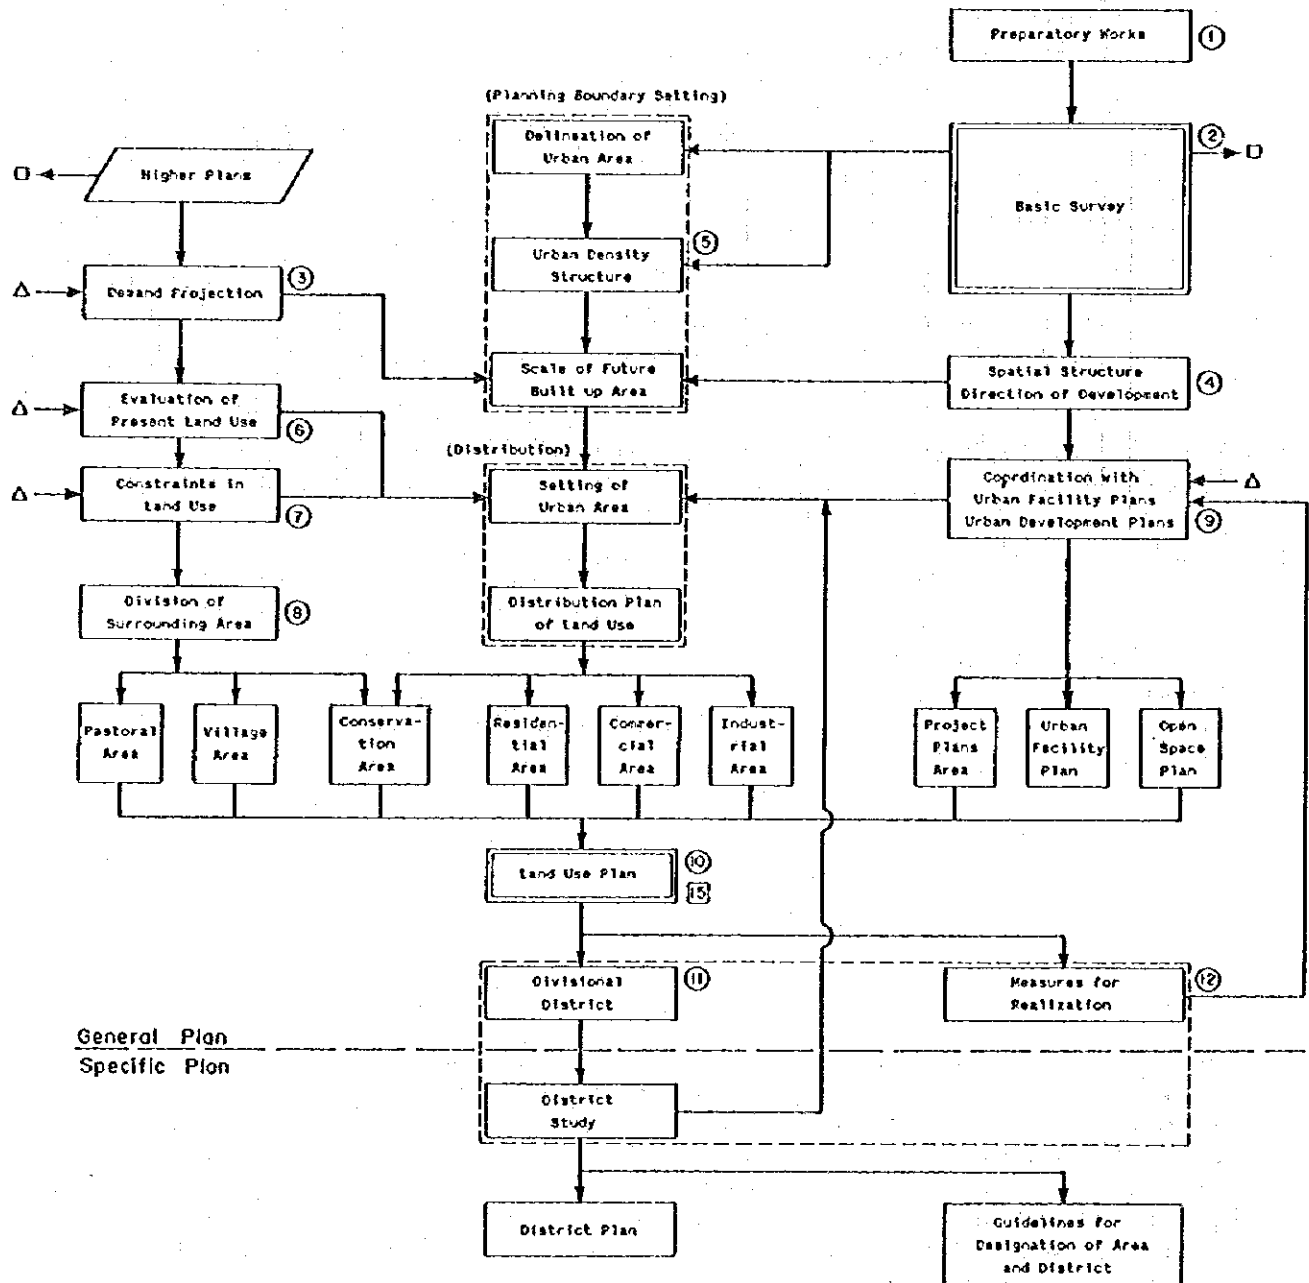 Preparatory Works
①
(Planning Boundary Setting)
Delineation of
Urban Area
②
Basic Survey
Higher Plans
⑤
Urban Density
Structure
③
Demand Projection
Scale of Future
Built up Area
Spatial Structure
Direction of Development
④
Evaluation of
Present Land Use
⑥
(Distribution)
Setting of
Urban Area
Coordination with
Urban Facility Plans
Urban Development Plans
⑨
Constraints in
Land Use
⑦
Division of
Surrounding Area
⑧
Distribution Plan
of Land Use
Pastoral
Area
Village
Area
Conserva-
tion
Area
Residen-
tial
Area
Commer-
cial
Area
Indust-
rial
Area
Project
Plans
Area
Urban
Facility
Plan
Open
Space
Plan
Land Use Plan
⑩
15
Divisional
District
⑪
Measures for
Realization
⑫
General Plan
Specific Plan
District
Study
District Plan
Guidelines for
Designation of Area
and District